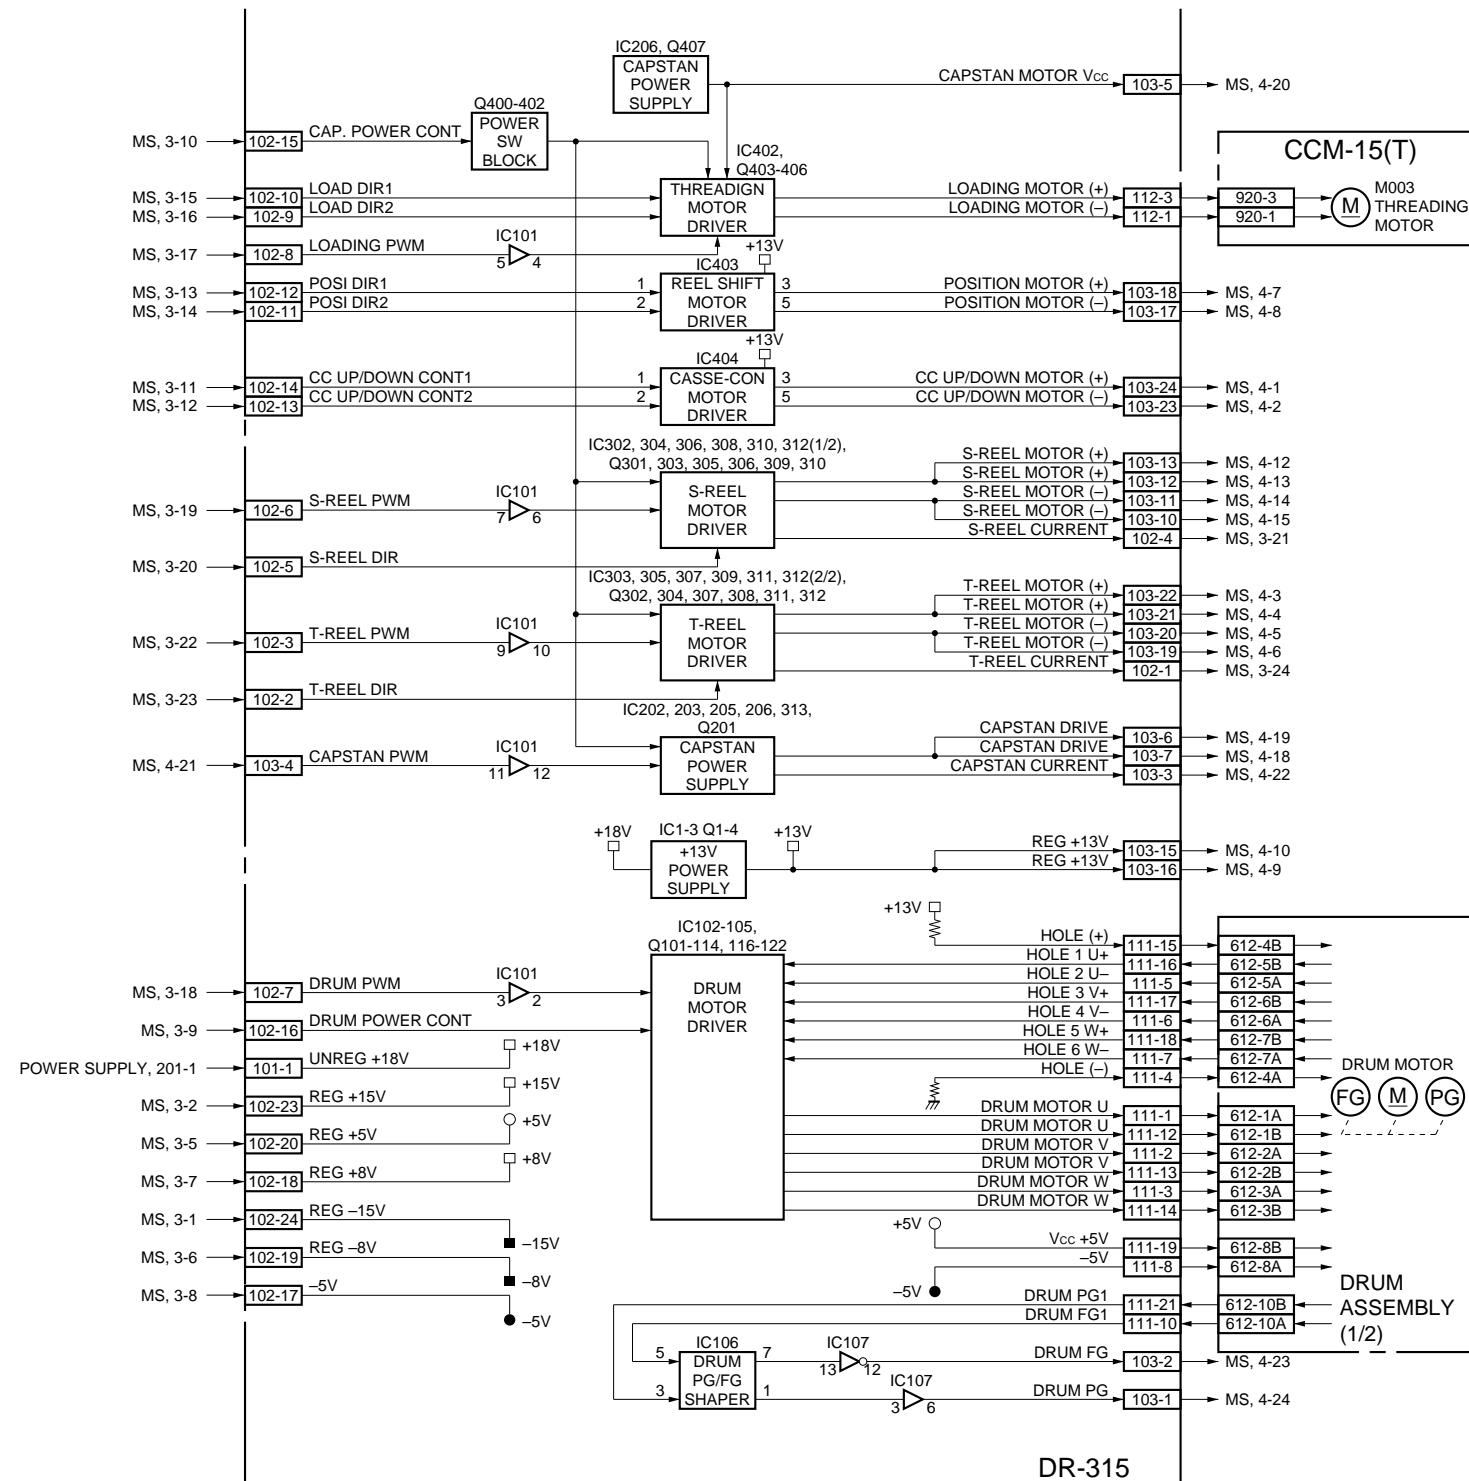 IC206, Q407
CAPSTAN
POWER
SUPPLY
CAPSTAN MOTOR Vcc
103-5
MS, 4-20
MS, 3-10
102-15
CAP. POWER CONT
Q400-402
POWER
SW
BLOCK
IC402,
Q403-406
CCM-15(T)
MS, 3-15
102-10
LOAD DIR1
MS, 3-16
102-9
LOAD DIR2
THREADIGN
MOTOR
DRIVER
LOADING MOTOR (+)
112-3
920-3
LOADING MOTOR (–)
112-1
920-1
M
M003
THREADING
MOTOR
MS, 3-17
102-8
LOADING PWM
IC101
5
4
+13V
IC403
MS, 3-13
102-12
POSI DIR1
1
MS, 3-14
102-11
POSI DIR2
2
REEL SHIFT
MOTOR
DRIVER
3
POSITION MOTOR (+)
103-18
MS, 4-7
5
POSITION MOTOR (–)
103-17
MS, 4-8
+13V
IC404
MS, 3-11
102-14
CC UP/DOWN CONT1
1
MS, 3-12
102-13
CC UP/DOWN CONT2
2
CASSE-CON
MOTOR
DRIVER
3
CC UP/DOWN MOTOR (+)
103-24
MS, 4-1
5
CC UP/DOWN MOTOR (–)
103-23
MS, 4-2
IC302, 304, 306, 308, 310, 312(1/2),
Q301, 303, 305, 306, 309, 310
MS, 3-19
102-6
S-REEL PWM
IC101
7
6
S-REEL
MOTOR
DRIVER
S-REEL MOTOR (+)
103-13
MS, 4-12
S-REEL MOTOR (+)
103-12
MS, 4-13
S-REEL MOTOR (–)
103-11
MS, 4-14
S-REEL MOTOR (–)
103-10
MS, 4-15
S-REEL CURRENT
102-4
MS, 3-21
MS, 3-20
102-5
S-REEL DIR
IC303, 305, 307, 309, 311, 312(2/2),
Q302, 304, 307, 308, 311, 312
MS, 3-22
102-3
T-REEL PWM
IC101
9
10
T-REEL
MOTOR
DRIVER
T-REEL MOTOR (+)
103-22
MS, 4-3
T-REEL MOTOR (+)
103-21
MS, 4-4
T-REEL MOTOR (–)
103-20
MS, 4-5
T-REEL MOTOR (–)
103-19
MS, 4-6
T-REEL CURRENT
102-1
MS, 3-24
MS, 3-23
102-2
T-REEL DIR
IC202, 203, 205, 206, 313,
Q201
MS, 4-21
103-4
CAPSTAN PWM
IC101
11
12
CAPSTAN
POWER
SUPPLY
CAPSTAN DRIVE
103-6
MS, 4-19
CAPSTAN DRIVE
103-7
MS, 4-18
CAPSTAN CURRENT
103-3
MS, 4-22
+18V
IC1-3 Q1-4
+13V
+13V
POWER
SUPPLY
REG +13V
103-15
MS, 4-10
REG +13V
103-16
MS, 4-9
+13V
IC102-105,
Q101-114, 116-122
MS, 3-18
102-7
DRUM PWM
IC101
3
2
MS, 3-9
102-16
DRUM POWER CONT
DRUM
MOTOR
DRIVER
HOLE (+)
111-15
612-4B
HOLE 1 U+
111-16
612-5B
HOLE 2 U–
111-5
612-5A
HOLE 3 V+
111-17
612-6B
HOLE 4 V–
111-6
612-6A
HOLE 5 W+
111-18
612-7B
HOLE 6 W–
111-7
612-7A
HOLE (–)
111-4
612-4A
DRUM MOTOR
FG
M
PG
DRUM MOTOR U
111-1
612-1A
DRUM MOTOR U
111-12
612-1B
DRUM MOTOR V
111-2
612-2A
DRUM MOTOR V
111-13
612-2B
DRUM MOTOR W
111-3
612-3A
DRUM MOTOR W
111-14
612-3B
POWER SUPPLY, 201-1
101-1
UNREG +18V
+18V
MS, 3-2
102-23
REG +15V
+15V
MS, 3-5
102-20
REG +5V
+5V
MS, 3-7
102-18
REG +8V
+8V
MS, 3-1
102-24
REG –15V
–15V
MS, 3-6
102-19
REG –8V
–8V
MS, 3-8
102-17
–5V
–5V
+5V
Vcc +5V
111-19
612-8B
–5V
111-8
612-8A
–5V
DRUM PG1
111-21
612-10B
DRUM FG1
111-10
612-10A
DRUM
ASSEMBLY
(1/2)
IC106
5
3
DRUM
PG/FG
SHAPER
7
IC107
13
12
DRUM FG
103-2
MS, 4-23
1
IC107
3
6
DRUM PG
103-1
MS, 4-24
DR-315